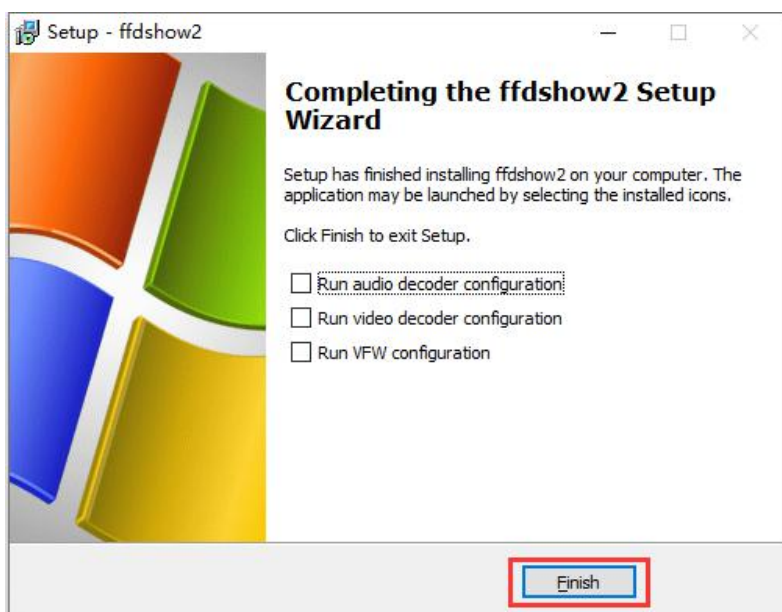 Setup - ffdshow2
Completing the ffdshow2 Setup
Wizard
Setup has finished installing ffdshow2 on your computer. The
application may be launched by selecting the installed icons.
Click Finish to exit Setup.
Run audio decoder configuration
Run video decoder configuration
Run VFW configuration
Finish